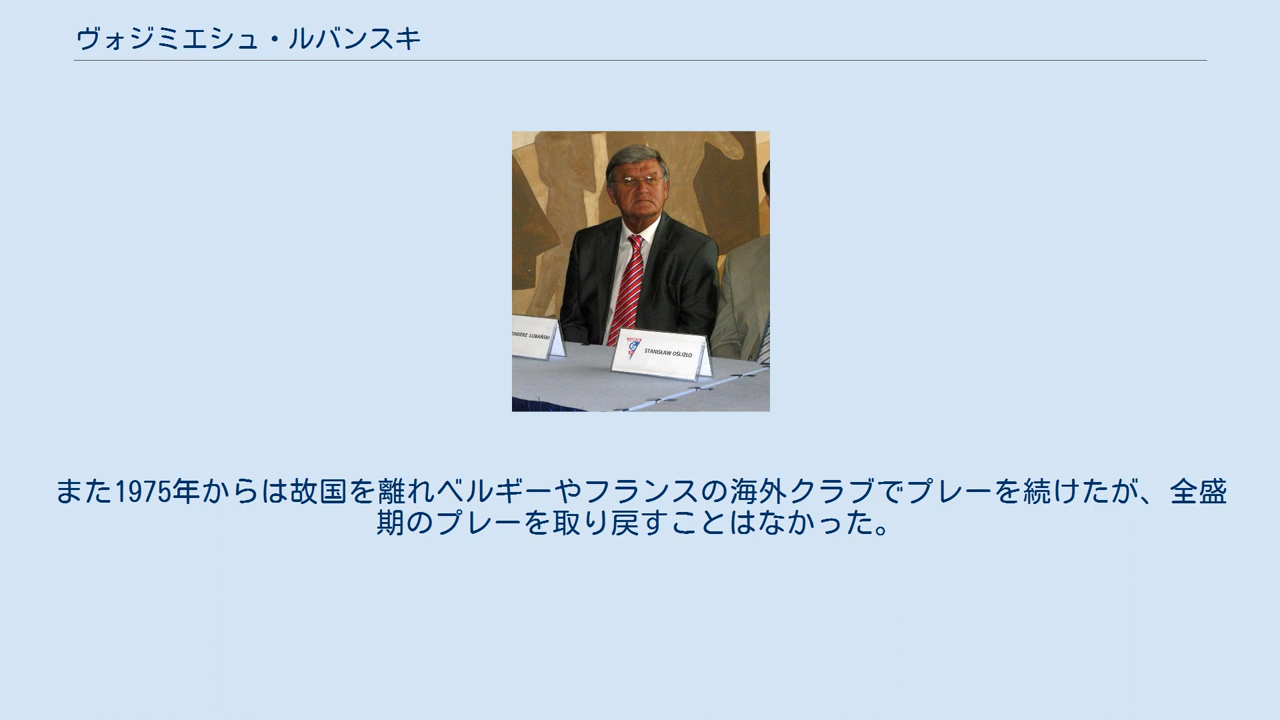 ヴォジミエシュ・ルバンスキ
LUBAŃSKI
STANISŁAW OŚLIZŁO
また1975年からは故国を離れベルギーやフランスの海外クラブでプレーを続けたが、全盛
期のプレーを取り戻すことはなかった。